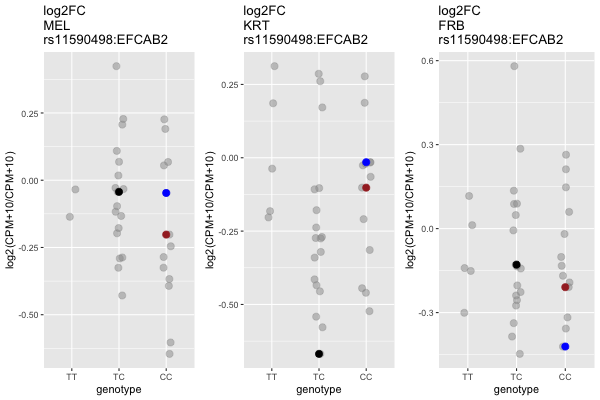 log2FC
MEL
rs11590498:EFCAB2
log2(CPM+10/CPM+10)
0.25
0.00
-0.25
-0.50
TT
TC
CC
genotype
log2FC
KRT
rs11590498:EFCAB2
log2(CPM+10/CPM+10)
0.25
0.00
-0.25
-0.50
TT
TC
CC
genotype
log2FC
FRB
rs11590498:EFCAB2
log2(CPM+10/CPM+10)
0.6
0.3
0.0
-0.3
TT
TC
CC
genotype